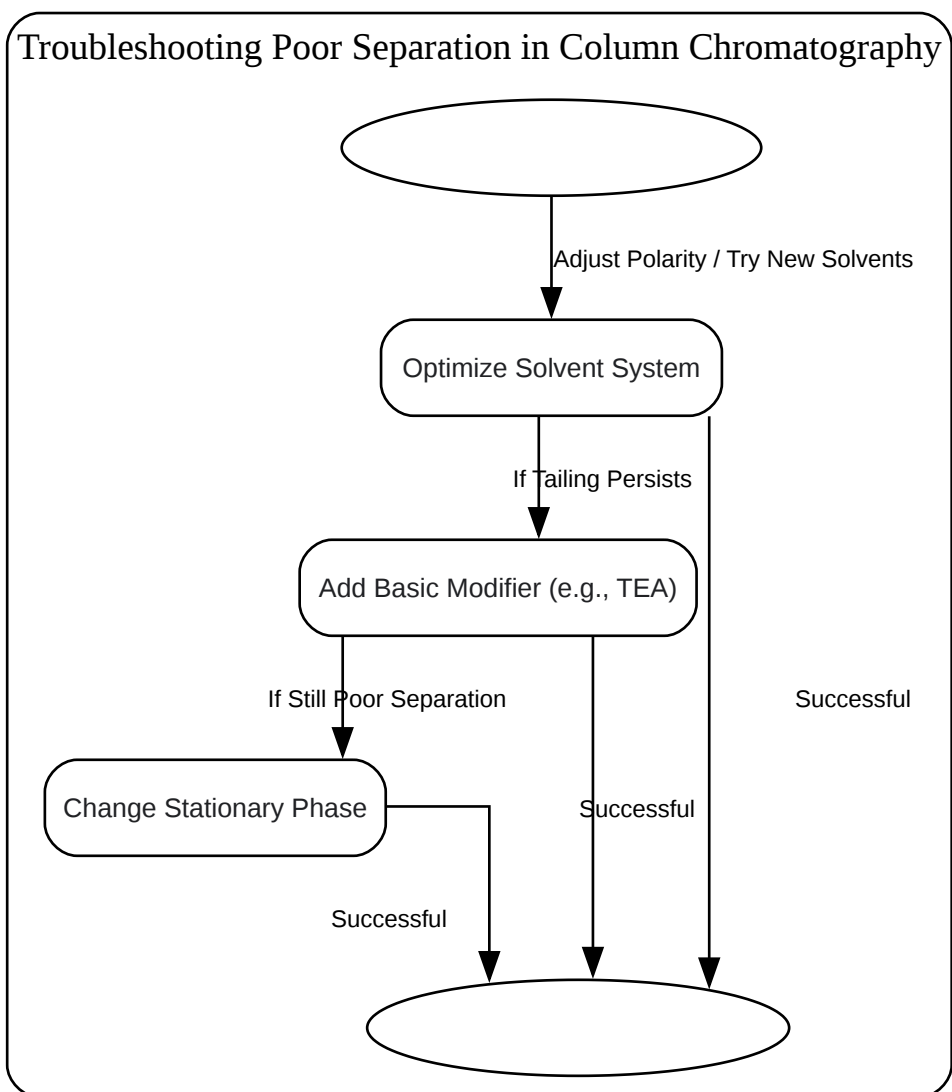 Troubleshooting Poor Separation in Column Chromatography
Adjust Polarity / Try New Solvents
Optimize Solvent System
If Tailing Persists
Add Basic Modifier (e.g., TEA)
If Still Poor Separation
Successful
Change Stationary Phase
Successful
Successful